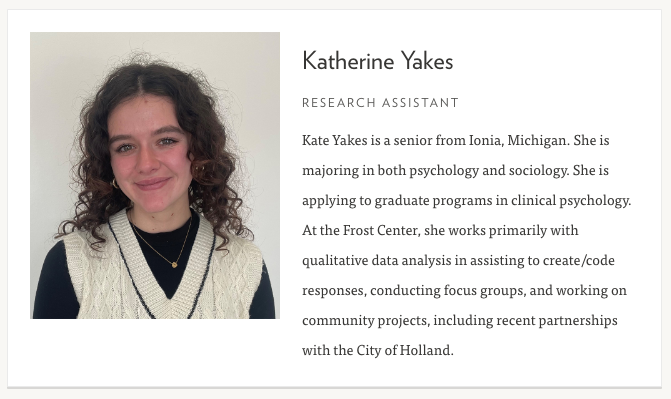 Katherine Yakes
RESEARCH ASSISTANT
Kate Yakes is a senior from Ionia, Michigan. She is
majoring in both psychology and sociology. She is
applying to graduate programs in clinical psychology.
At the Frost Center, she works primarily with
qualitative data analysis in assisting to create/code
responses, conducting focus groups, and working on
community projects, including recent partnerships
with the City of Holland.